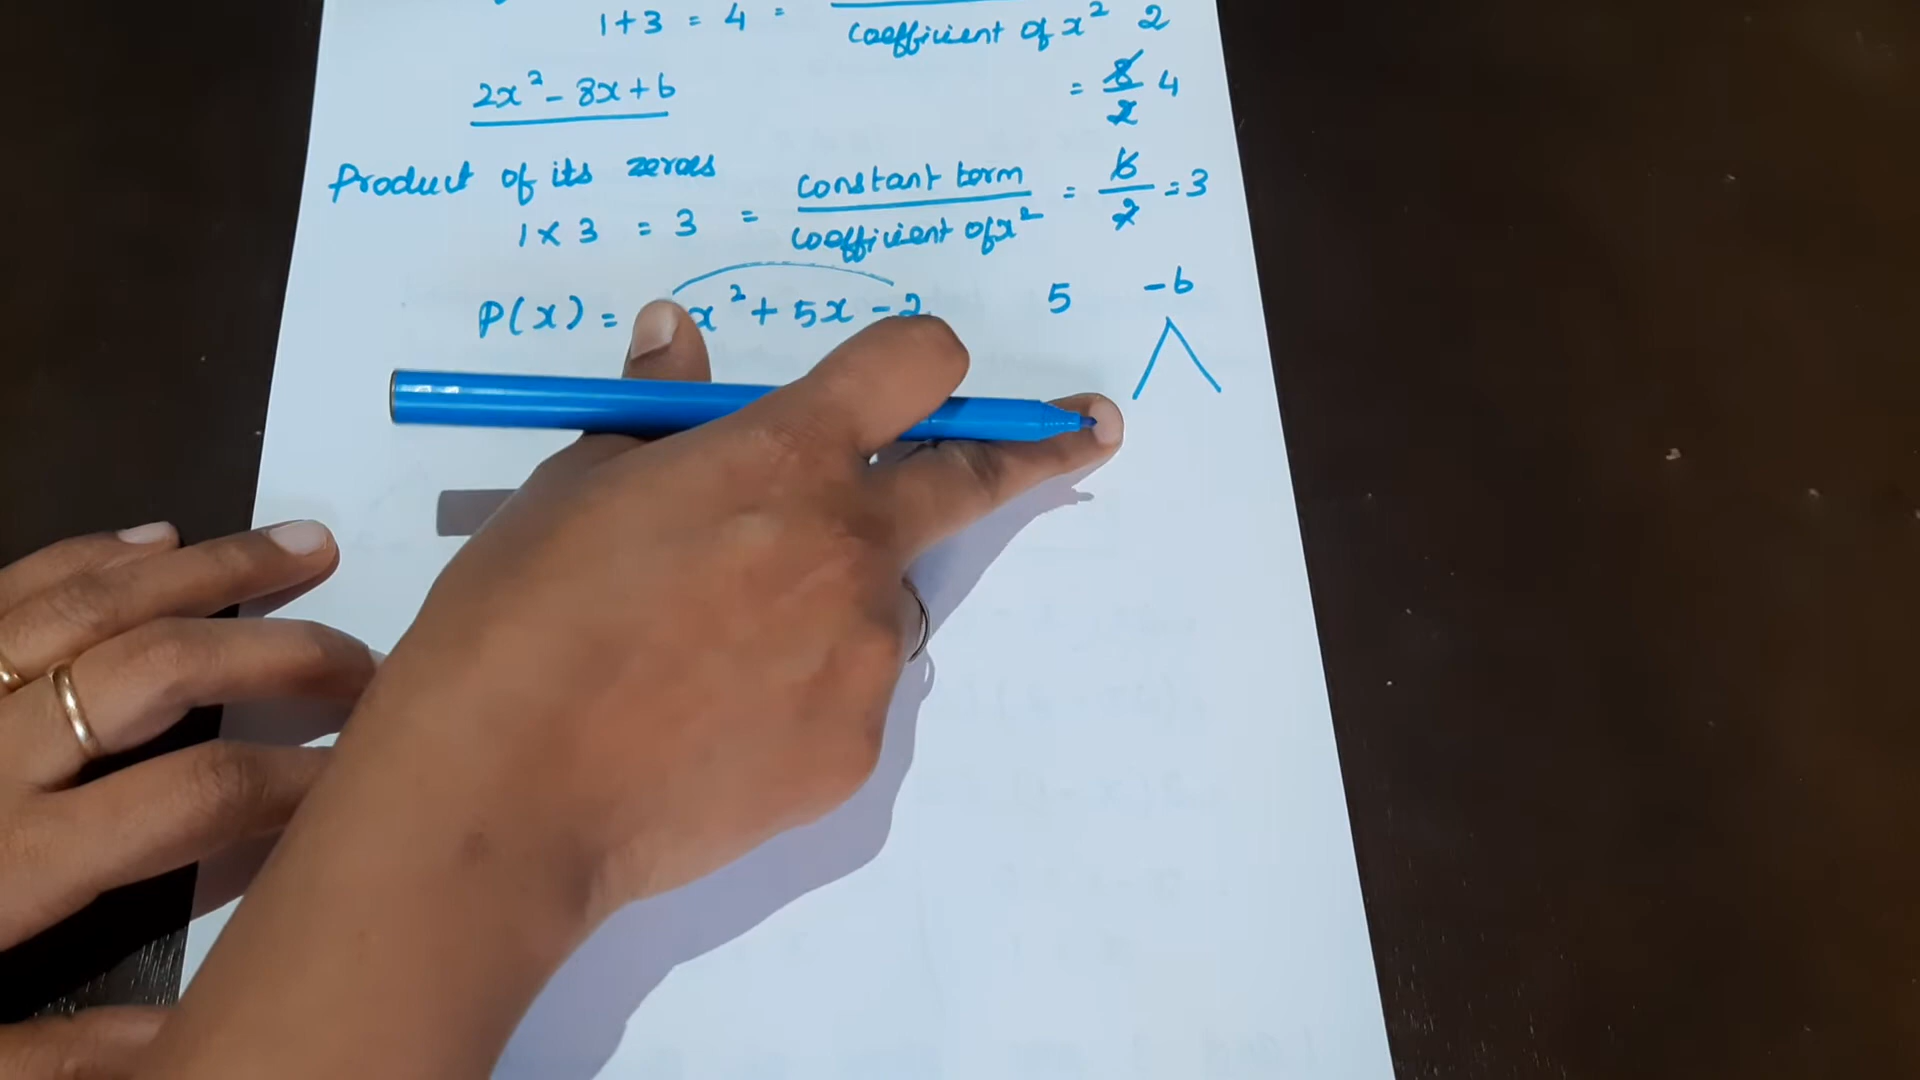 1+3 = 4 = coefficient of x² 2
2x² - 8x + 6 = 8/2 4
Product of its zeroes = constant term / coefficient of x² = 6/2 = 3
1 × 3 = 3
P(x) = x² + 5x - 2 5 -6